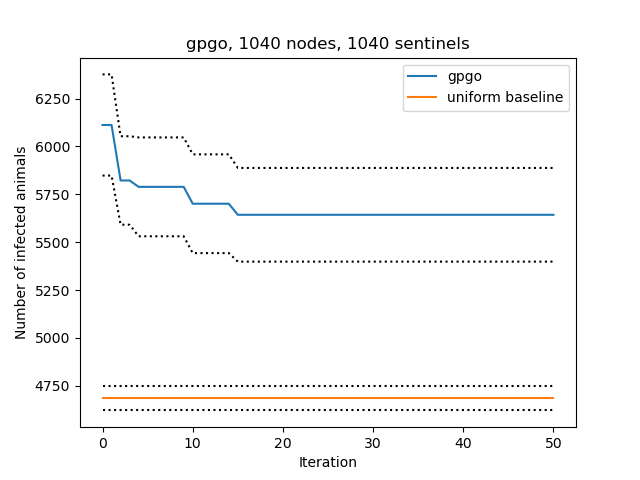 gpgo, 1040 nodes, 1040 sentinels
gpgo
uniform baseline
Number of infected animals
6250
6000
5750
5500
5250
5000
4750
0 10 20 30 40 50
Iteration